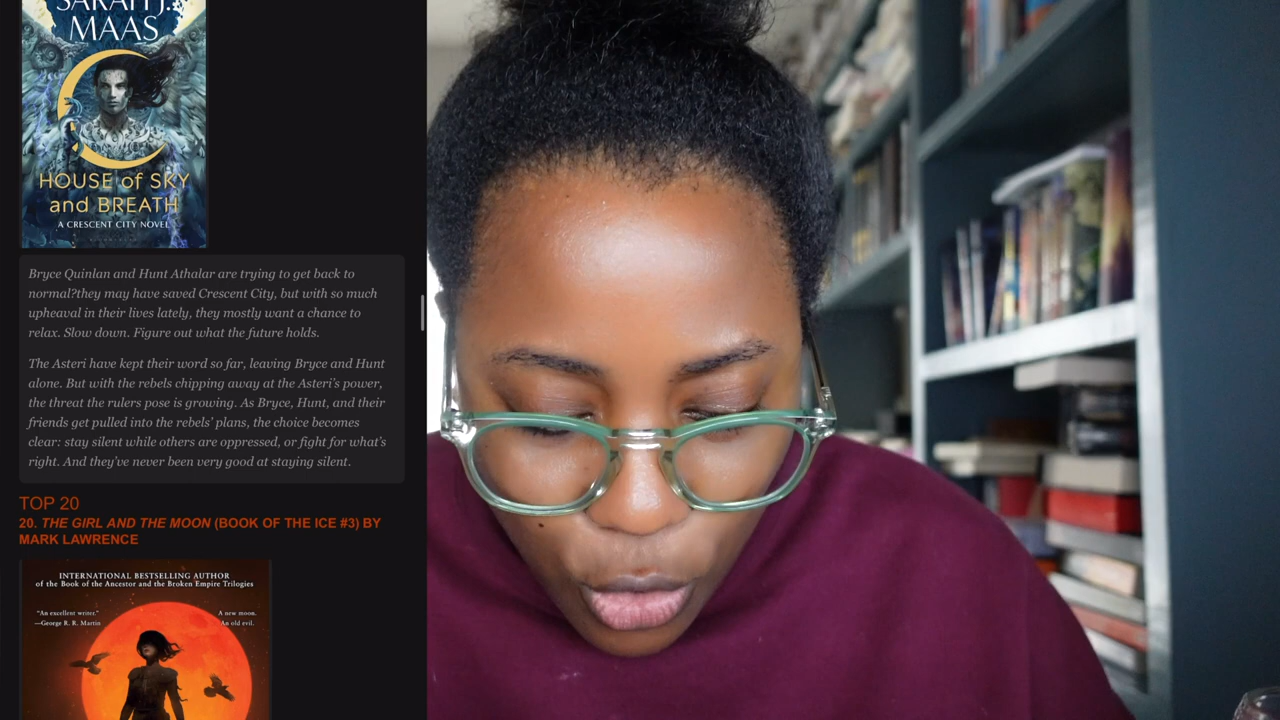 SARAH J.
MAAS
HOUSE of SKY
and BREATH
A CRESCENT CITY NOVEL
Bryce Quinlan and Hunt Athalar are trying to get back to
normal?they may have saved Crescent City, but with so much
upheaval in their lives lately, they mostly want a chance to
relax. Slow down. Figure out what the future holds.
The Asteri have kept their word so far, leaving Bryce and Hunt
alone. But with the rebels chipping away at the Asteri's power,
the threat the rulers pose is growing. As Bryce, Hunt, and their
friends get pulled into the rebels' plans, the choice becomes
clear: stay silent while others are oppressed, or fight for what's
right. And they've never been very good at staying silent.
TOP 20
20. THE GIRL AND THE MOON (BOOK OF THE ICE #3) BY
MARK LAWRENCE
INTERNATIONAL BESTSELLING AUTHOR
of the Book of the Ancestor and the Broken Empire Trilogies
"An excellent writer."
—George R. R. Martin
A new moon.
An old evil.